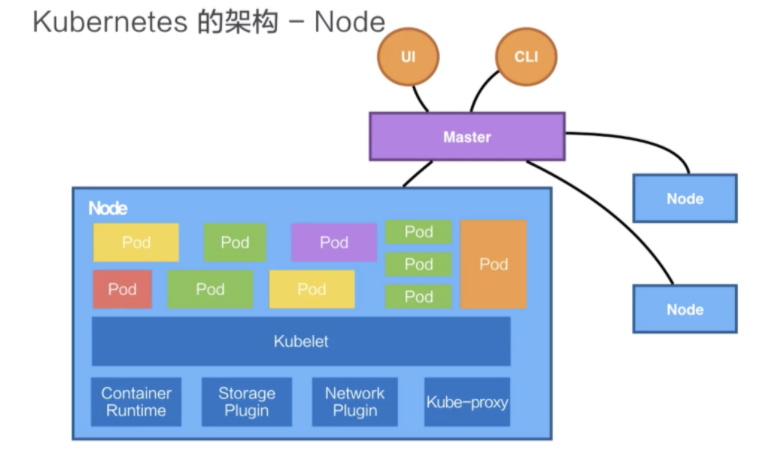 Kubernetes 的架构 – Node
UI
CLI
Master
Node
Node
Node
Pod
Pod
Pod
Pod
Pod
Pod
Pod
Pod
Pod
Pod
Kubelet
Container
Runtime
Storage
Plugin
Network
Plugin
Kube-proxy